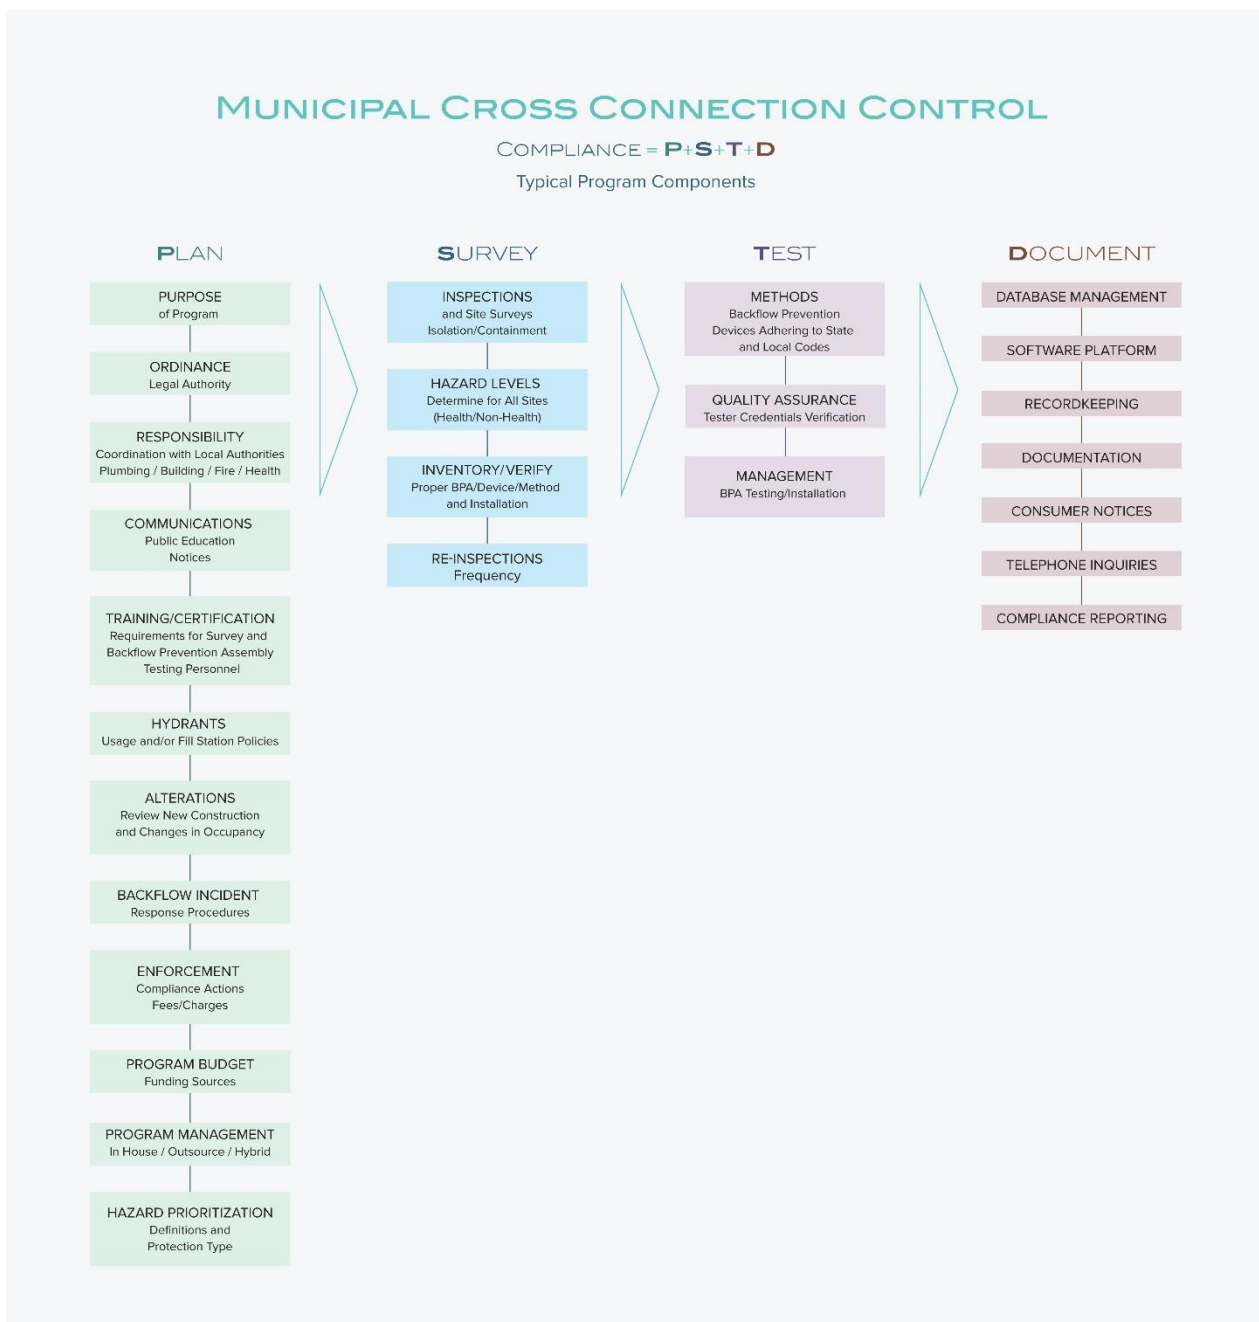 MUNICIPAL CROSS CONNECTION CONTROL
COMPLIANCE = P+S+T+D
Typical Program Components
PLAN
PURPOSE
of Program
ORDINANCE
Legal Authority
RESPONSIBILITY
Coordination with Local Authorities
Plumbing / Building / Fire / Health
COMMUNICATIONS
Public Education
Notices
TRAINING/CERTIFICATION
Requirements for Survey and
Backflow Prevention Assembly
Testing Personnel
HYDRANTS
Usage and/or Fill Station Policies
ALTERATIONS
Review New Construction
and Changes in Occupancy
BACKFLOW INCIDENT
Response Procedures
ENFORCEMENT
Compliance Actions
Fees/Charges
PROGRAM BUDGET
Funding Sources
PROGRAM MANAGEMENT
In House / Outsource / Hybrid
HAZARD PRIORITIZATION
Definitions and
Protection Type
SURVEY
INSPECTIONS
and Site Surveys
Isolation/Containment
HAZARD LEVELS
Determine for All Sites
(Health/Non-Health)
INVENTORY/VERIFY
Proper BPA/Device/Method
and Installation
RE-INSPECTIONS
Frequency
TEST
METHODS
Backflow Prevention
Devices Adhering to State
and Local Codes
QUALITY ASSURANCE
Tester Credentials Verification
MANAGEMENT
BPA Testing/Installation
DOCUMENT
DATABASE MANAGEMENT
SOFTWARE PLATFORM
RECORDKEEPING
DOCUMENTATION
CONSUMER NOTICES
TELEPHONE INQUIRIES
COMPLIANCE REPORTING